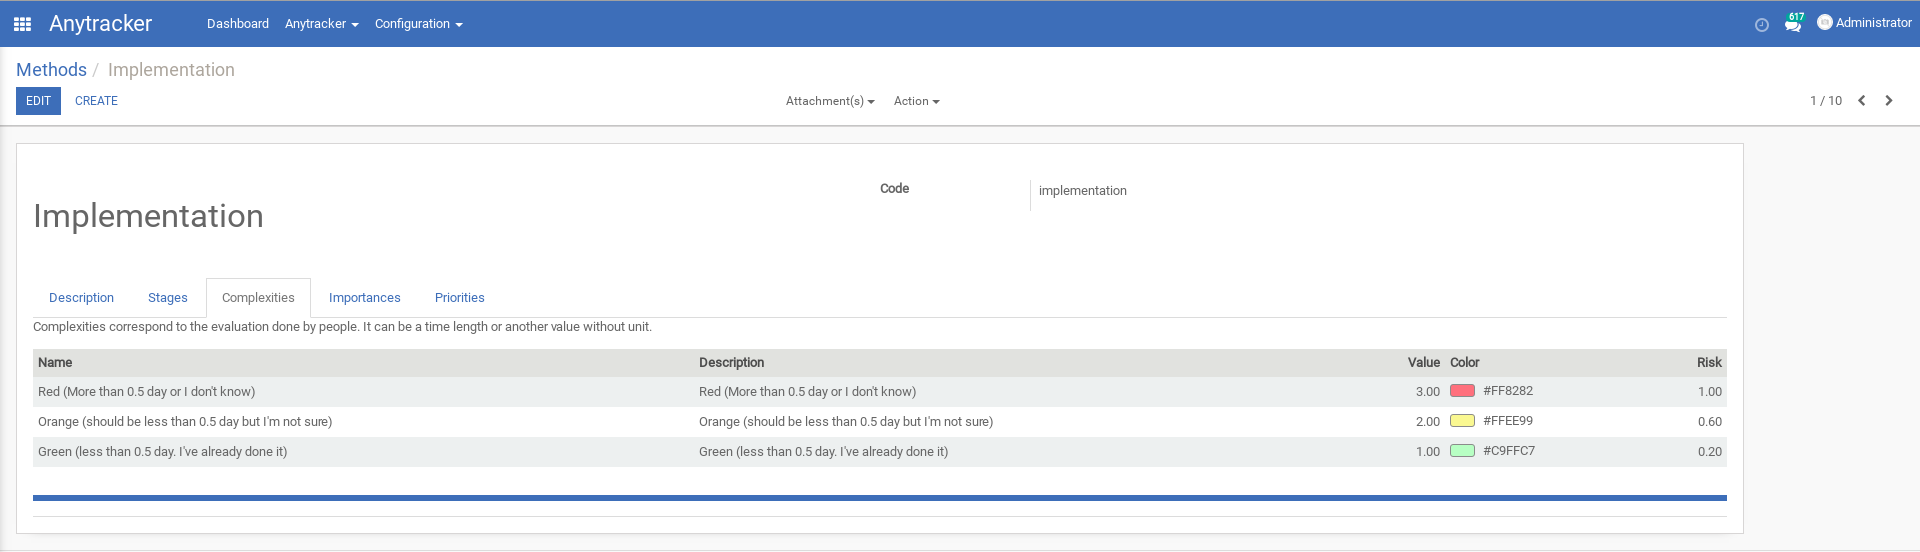 Anytracker Dashboard Anytracker Configuration 617 Administrator
Methods / Implementation
EDIT CREATE Attachment(s) Action 1 / 10
Code implementation
Implementation
Description Stages Complexities Importances Priorities
Complexities correspond to the evaluation done by people. It can be a time length or another value without unit.
Name Description Value Color Risk
Red (More than 0.5 day or I don't know) Red (More than 0.5 day or I don't know) 3.00 #FF8282 1.00
Orange (should be less than 0.5 day but I'm not sure) Orange (should be less than 0.5 day but I'm not sure) 2.00 #FFEE99 0.60
Green (less than 0.5 day. I've already done it) Green (less than 0.5 day. I've already done it) 1.00 #C9FFC7 0.20